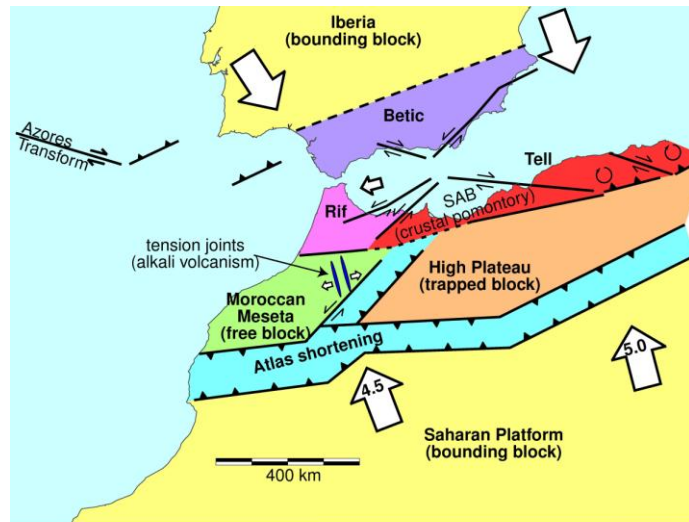 Iberia
(bounding block)
Betic
Azores
Transform
Tell
SAB
(crustal pomontory)
Rif
tension joints
(alkali volcanism)
High Plateau
(trapped block)
Moroccan
Meseta
(free block)
Atlas shortening
4.5
5.0
Saharan Platform
(bounding block)
400 km